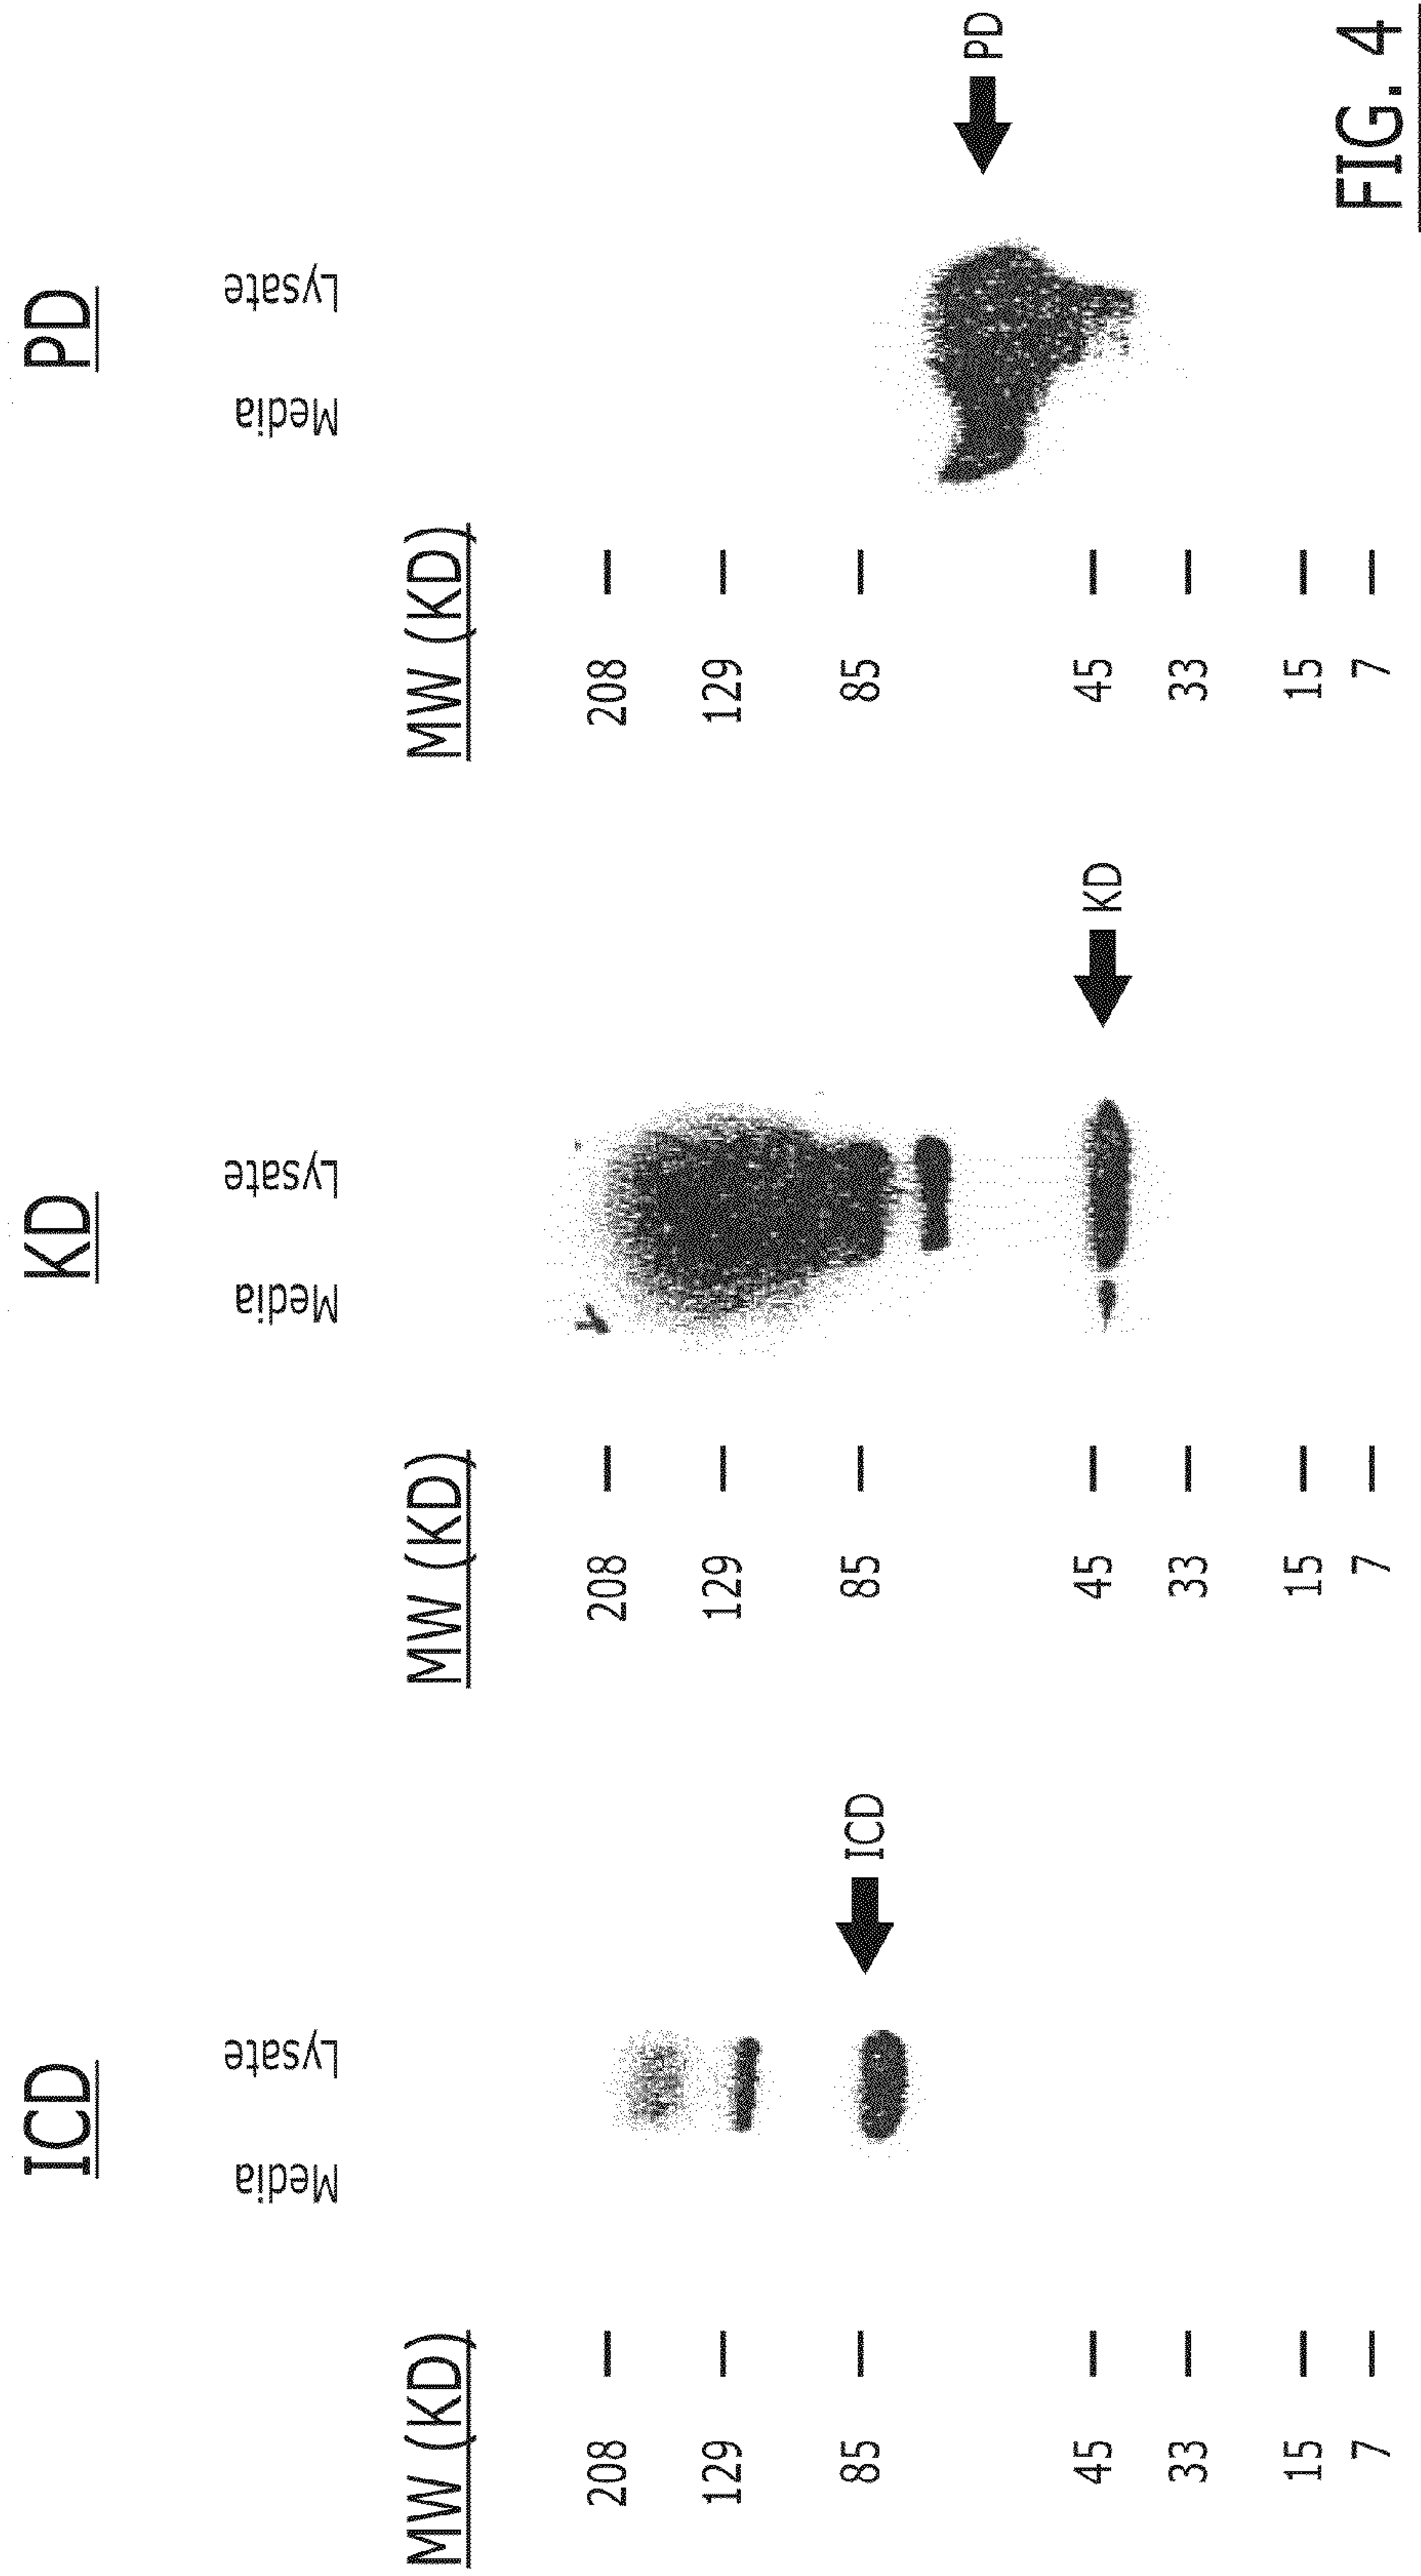 ICD
Media
Lysate
MW (KD)
208
129
85
45
33
15
7
ICD
KD
Media
Lysate
MW (KD)
208
129
85
45
33
15
7
KD
PD
Media
Lysate
MW (KD)
208
129
85
45
33
15
7
PD
FIG. 4